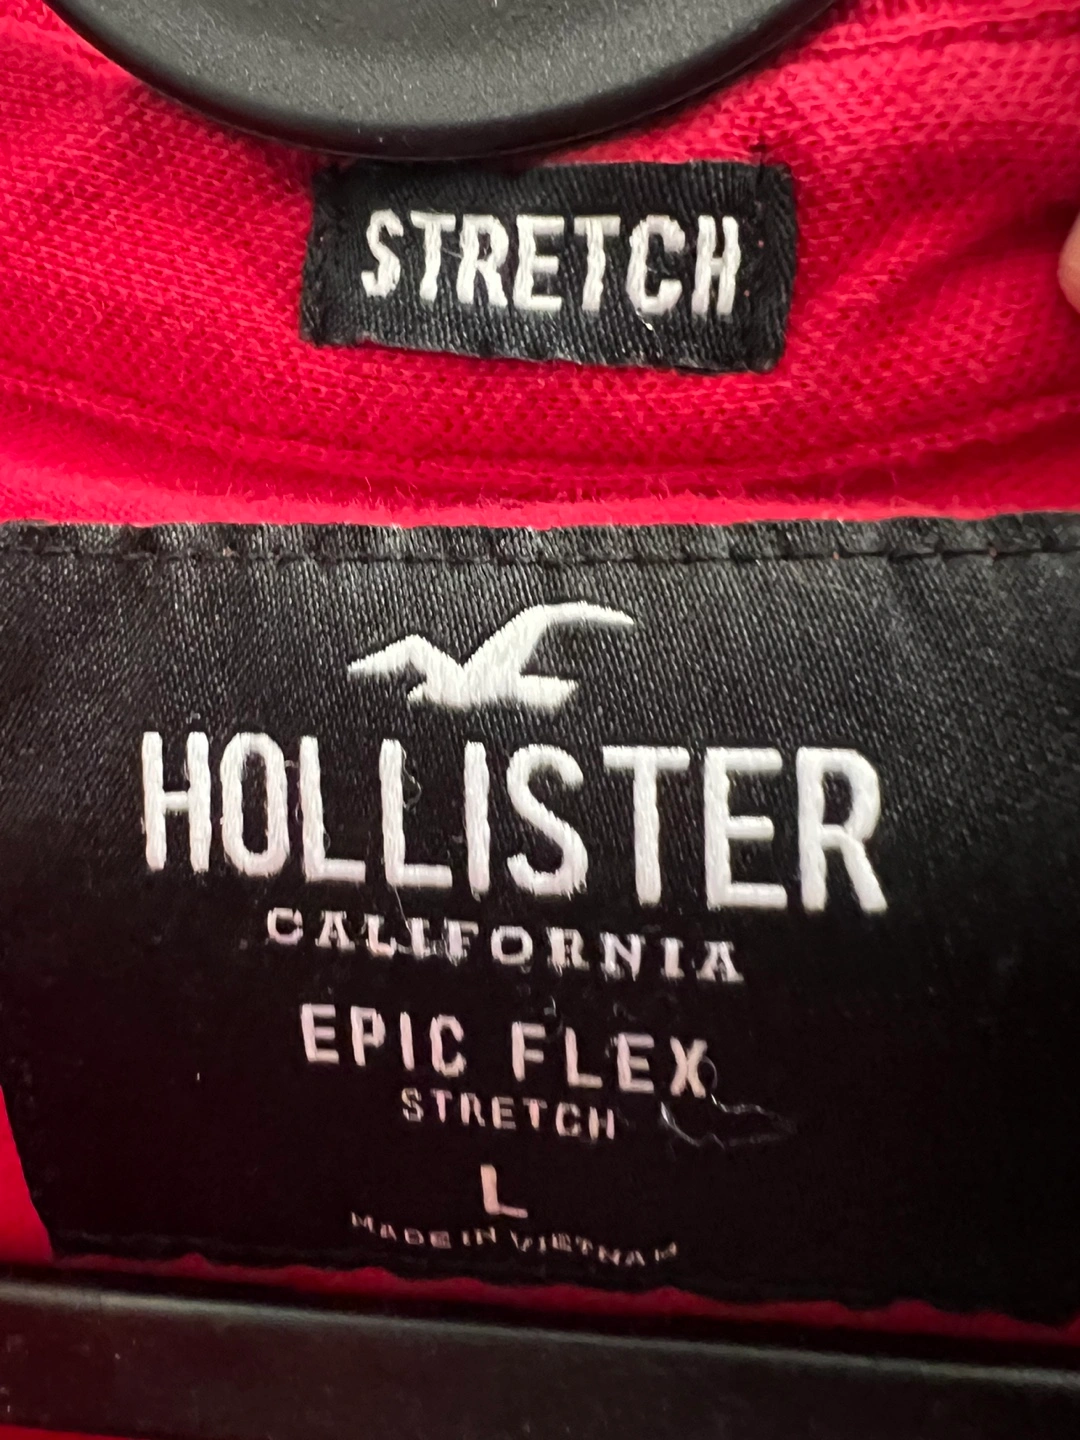 STRETCH
HOLLISTER
CALIFORNIA
EPIC FLEX
STRETCH
L
MADE IN VIETNAM